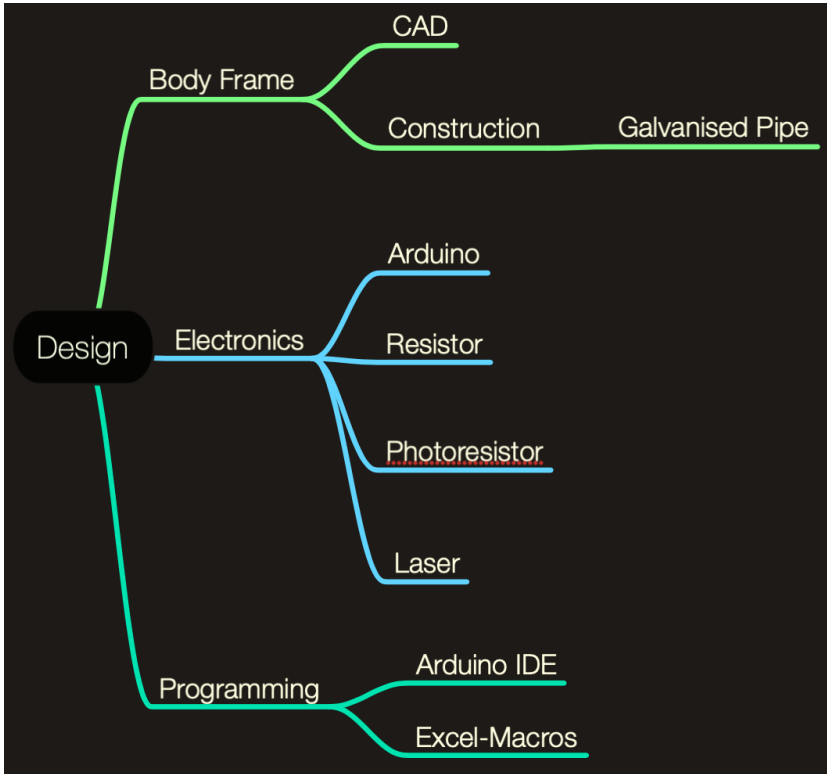 CAD
Body Frame
Construction
Galvanised Pipe
Arduino
Design
Electronics
Resistor
Photoresistor
Laser
Programming
Arduino IDE
Excel-Macros